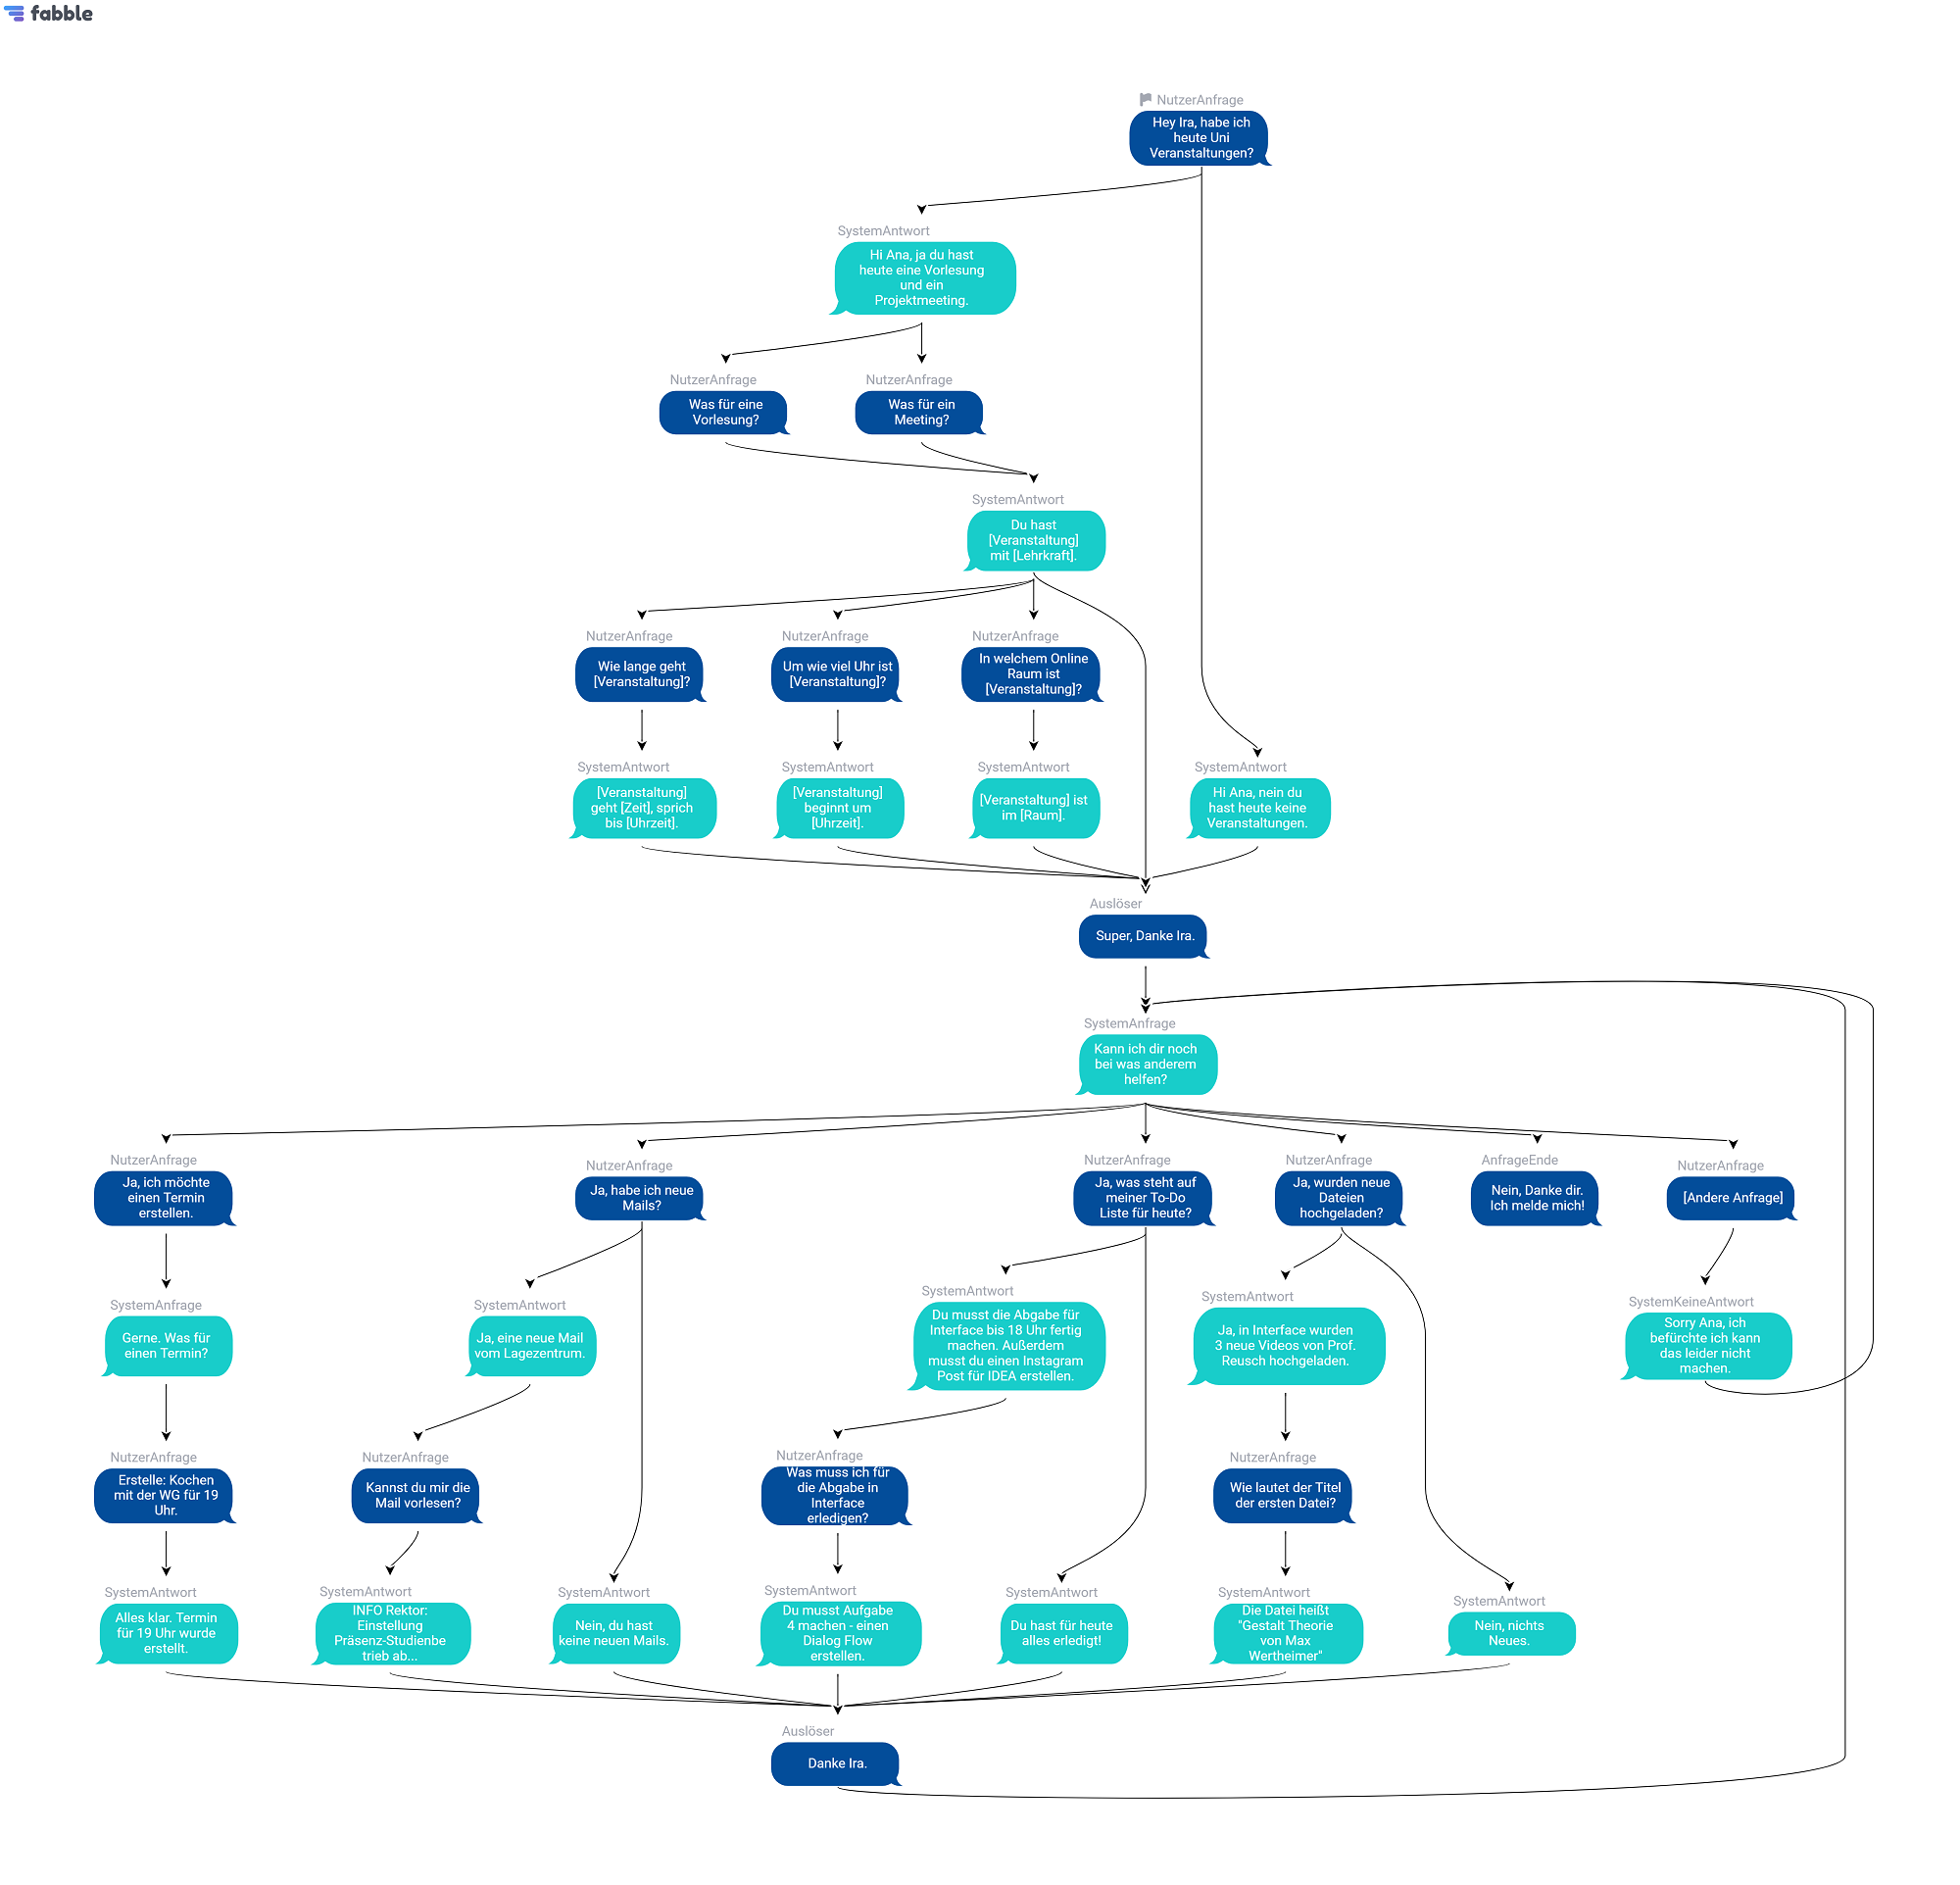 fabble
NutzerAnfrage
Hey Ira, habe ich
heute Uni
Veranstaltungen?
SystemAntwort
Hi Ana, ja du hast
heute eine Vorlesung
und ein
Projektmeeting.
NutzerAnfrage
Was für eine
Vorlesung?
NutzerAnfrage
Was für ein
Meeting?
SystemAntwort
Du hast
[Veranstaltung]
mit [Lehrkraft].
NutzerAnfrage
Wie lange geht
[Veranstaltung]?
NutzerAnfrage
Um wie viel Uhr ist
[Veranstaltung]?
NutzerAnfrage
In welchem Online
Raum ist
[Veranstaltung]?
SystemAntwort
[Veranstaltung]
geht [Zeit], sprich
bis [Uhrzeit].
SystemAntwort
[Veranstaltung]
beginnt um
[Uhrzeit].
SystemAntwort
[Veranstaltung] ist
im [Raum].
SystemAntwort
Hi Ana, nein du
hast heute keine
Veranstaltungen.
Auslöser
Super, Danke Ira.
SystemAnfrage
Kann ich dir noch
bei was anderem
helfen?
NutzerAnfrage
Ja, ich möchte
einen Termin
erstellen.
NutzerAnfrage
Ja, habe ich neue
Mails?
NutzerAnfrage
Ja, was steht auf
meiner To-Do
Liste für heute?
NutzerAnfrage
Ja, wurden neue
Dateien
hochgeladen?
AnfrageEnde
Nein, Danke dir.
Ich melde mich!
NutzerAnfrage
[Andere Anfrage]
SystemAnfrage
Gerne. Was für
einen Termin?
SystemAntwort
Ja, eine neue Mail
vom Lagezentrum.
SystemAntwort
Du musst die Abgabe für
Interface bis 18 Uhr fertig
machen. Außerdem
musst du einen Instagram
Post für IDEA erstellen.
SystemAntwort
Ja, in Interface wurden
3 neue Videos von Prof.
Reusch hochgeladen.
SystemKeineAntwort
Sorry Ana, ich
befürchte ich kann
das leider nicht
machen.
NutzerAnfrage
Erstelle: Kochen
mit der WG für 19
Uhr.
NutzerAnfrage
Kannst du mir die
Mail vorlesen?
NutzerAnfrage
Was muss ich für
die Abgabe in
Interface
erledigen?
NutzerAnfrage
Wie lautet der Titel
der ersten Datei?
SystemAntwort
Alles klar. Termin
für 19 Uhr wurde
erstellt.
SystemAntwort
INFO Rektor:
Einstellung
Präsenz-Studienbe
trieb ab...
SystemAntwort
Nein, du hast
keine neuen Mails.
SystemAntwort
Du musst Aufgabe
4 machen - einen
Dialog Flow
erstellen.
SystemAntwort
Du hast für heute
alles erledigt!
SystemAntwort
Die Datei heißt
"Gestalt Theorie
von Max
Wertheimer"
SystemAntwort
Nein, nichts
Neues.
Auslöser
Danke Ira.